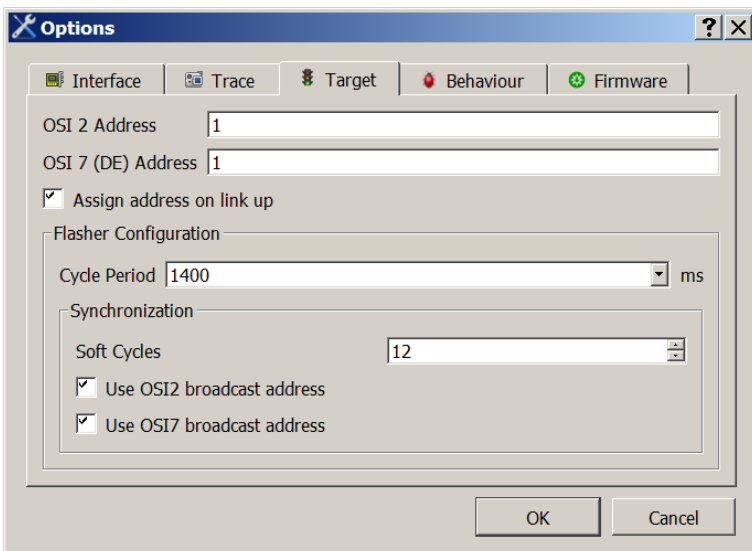 Options
Interface Trace Target Behaviour Firmware
OSI 2 Address 1
OSI 7 (DE) Address 1
Assign address on link up
Flasher Configuration
Cycle Period 1400 ms
Synchronization
Soft Cycles 12
Use OSI2 broadcast address
Use OSI7 broadcast address
OK Cancel